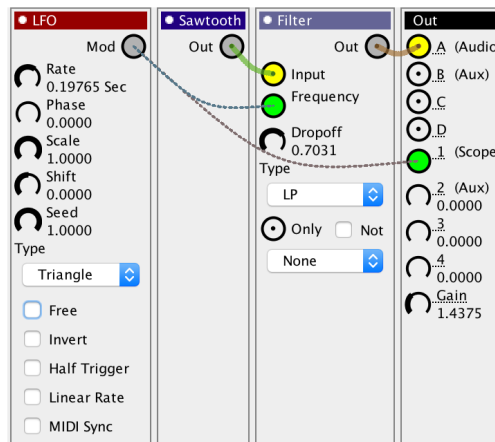 LFO
Mod
Rate
0.19765 Sec
Phase
0.0000
Scale
1.0000
Shift
0.0000
Seed
1.0000
Type
Triangle
Free
Invert
Half Trigger
Linear Rate
MIDI Sync
Sawtooth
Out
Filter
Out
Input
Frequency
Dropoff
0.7031
Type
LP
Only Not
None
Out
A (Audio
B (Aux)
C
D
1 (Scope
2 (Aux)
0.0000
3
0.0000
4
0.0000
Gain
1.4375